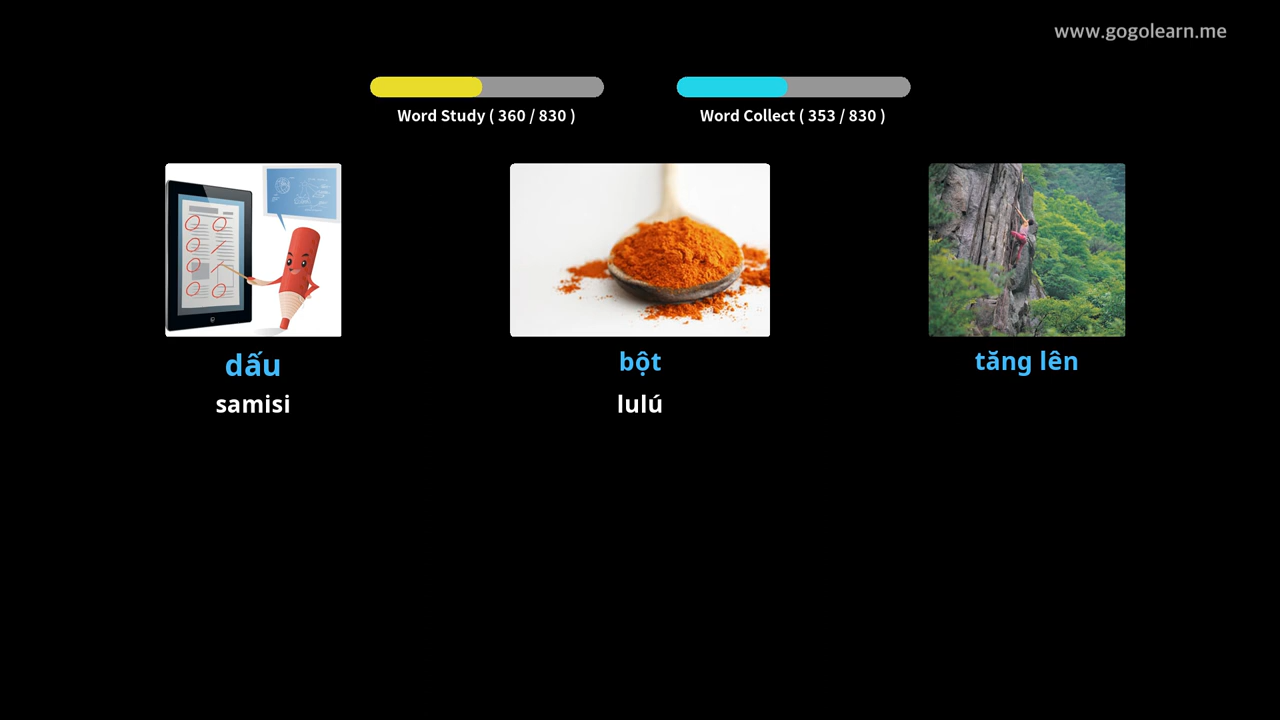 www.gogolearn.me
Word Study ( 360 / 830 )
Word Collect ( 353 / 830 )
dấu
samisi
bột
lulú
tăng lên